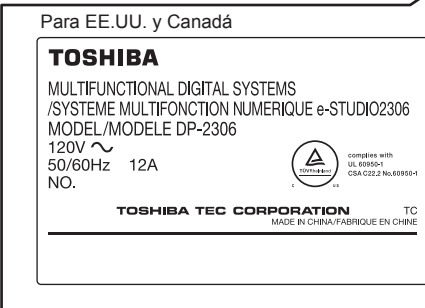 Para EE.UU. y Canadá
TOSHIBA
MULTIFUNCTIONAL DIGITAL SYSTEMS
/SYSTEME MULTIFONCTION NUMERIQUE e-STUDIO2306
MODEL/MODELE DP-2306
120V ∿
50/60Hz 12A
NO.
TÜVRheinland
C US
complies with
UL 60950-1
CSA C22.2 No.60950-1
TOSHIBA TEC CORPORATION TC
MADE IN CHINA/FABRIQUE EN CHINE